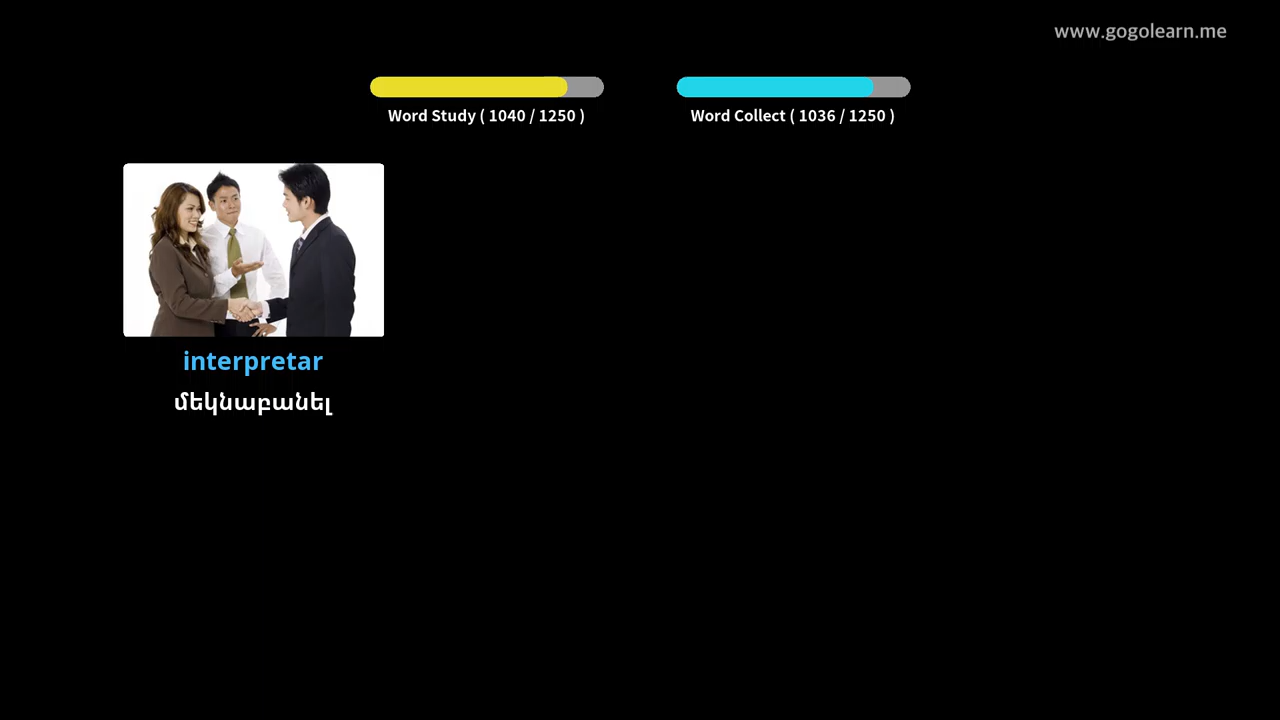 www.gogolearn.me
Word Study ( 1040 / 1250 )
Word Collect ( 1036 / 1250 )
interpretar
մեկնաբանել